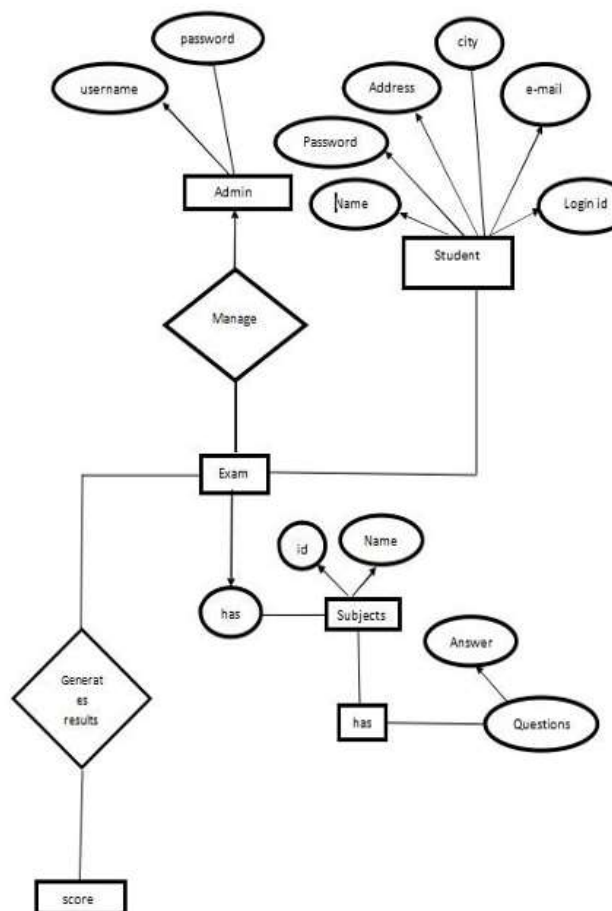 password
city
username
Address
e-mail
Password
Admin
Name
Login id
Student
Manage
Exam
id
Name
has
Subjects
Answer
Generat
es
results
has
Questions
score